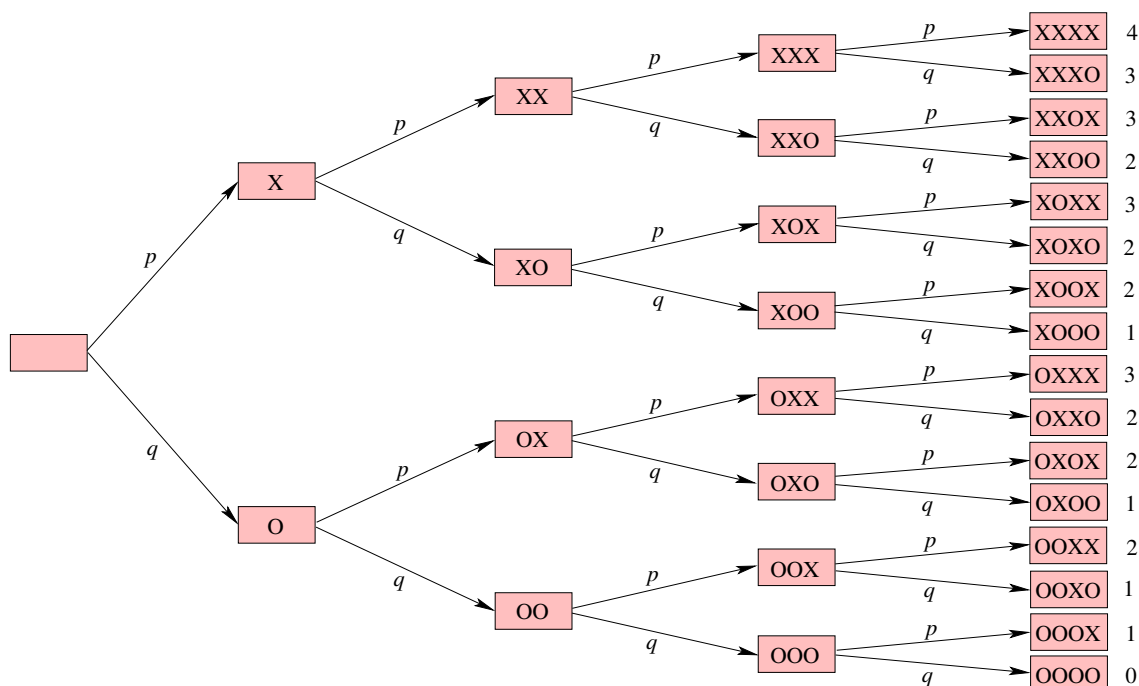 p XXXX 4
XXX
p q XXXO 3
XX
p q p XXOX 3
XXO
q XXOO 2
X
p XOXX 3
q p XOX
q XOXO 2
p XO
q p XOOX 2
XOO
q XOOO 1
p OXXX 3
p OXX
q OXXO 2
q p OX
q p OXOX 2
OXO
q OXOO 1
O
p OOXX 2
q p OOX
q OOXO 1
OO
q p OOOX 1
OOO
q OOOO 0